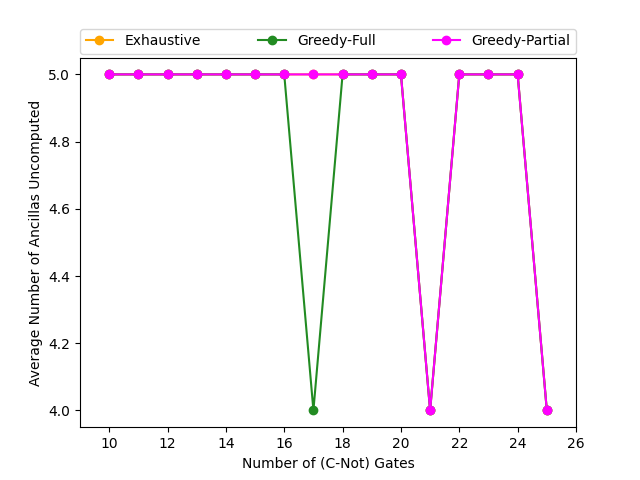 Exhaustive Greedy-Full Greedy-Partial
5.0
4.8
4.6
4.4
4.2
4.0
Average Number of Ancillas Uncomputed
10 12 14 16 18 20 22 24 26
Number of (C-Not) Gates